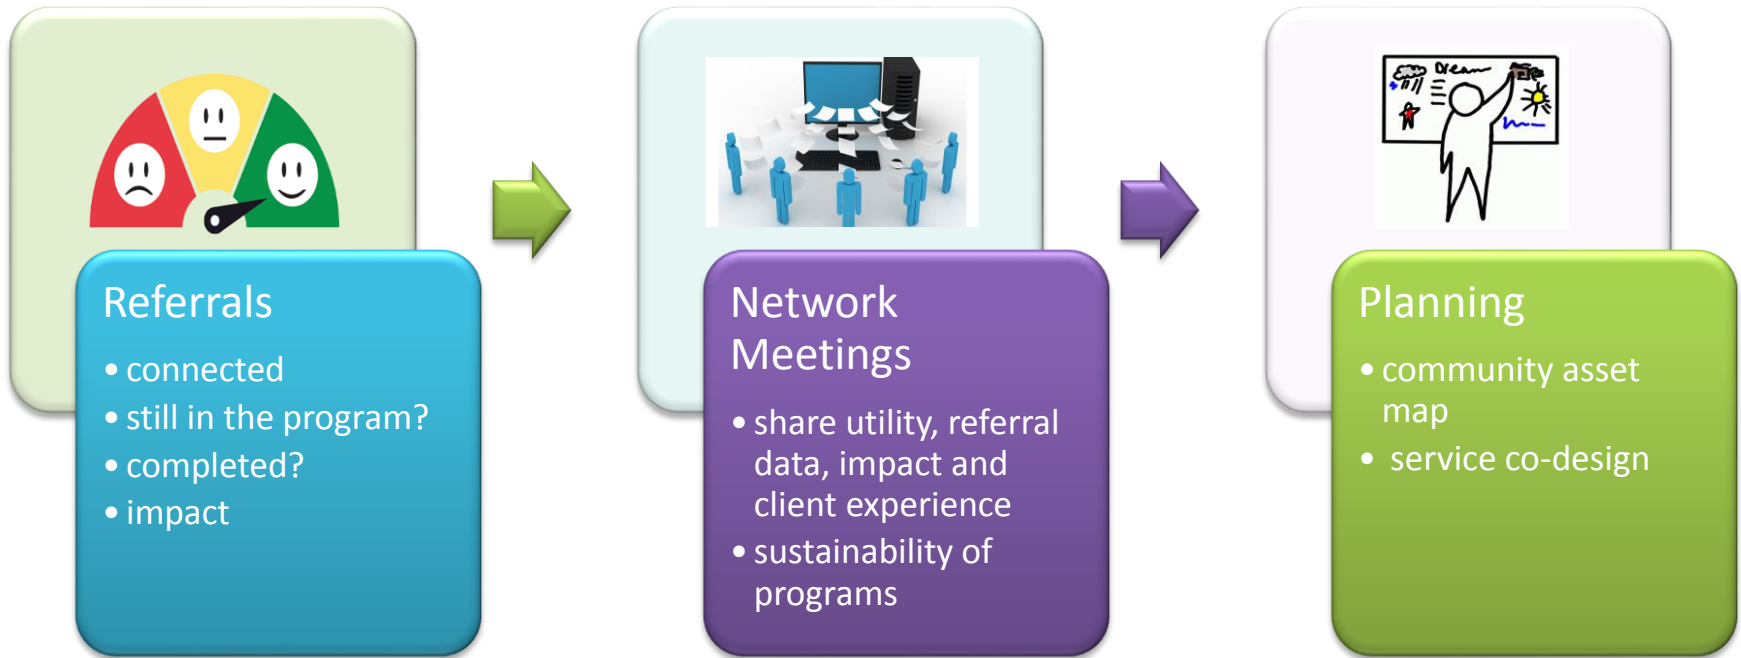 Dream
Referrals
• connected
• still in the program?
• completed?
• impact
Network
Meetings
• share utility, referral
data, impact and
client experience
• sustainability of
programs
Planning
• community asset
map
• service co-design